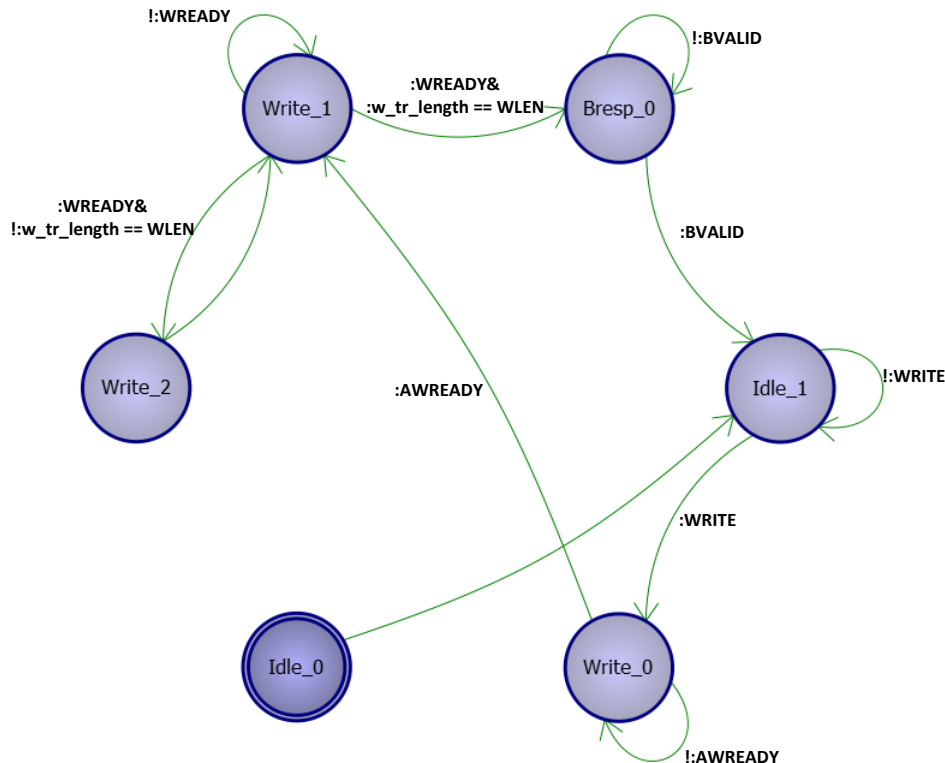 !:WREADY
!:BVALID
:WREADY&
:w_tr_length == WLEN
Write_1
Bresp_0
:WREADY&
!:w_tr_length == WLEN
:BVALID
Write_2
:AWREADY
Idle_1
!:WRITE
:WRITE
Idle_0
Write_0
!:AWREADY